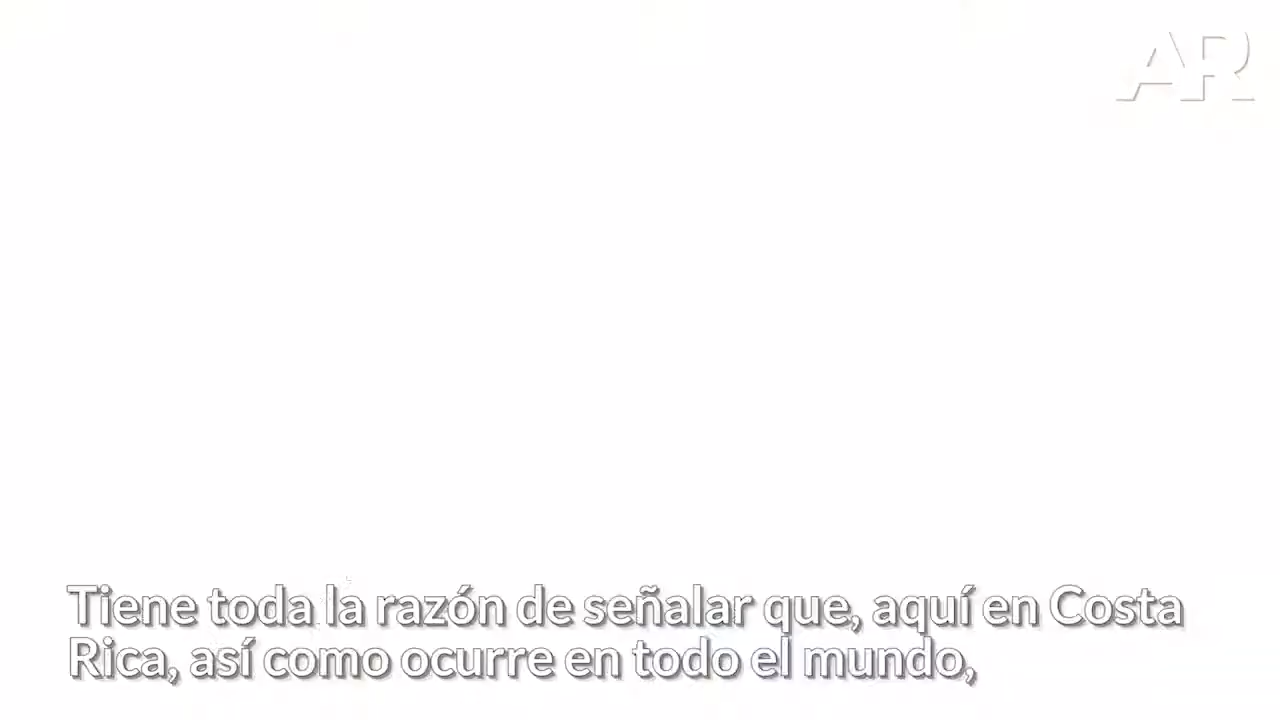 AR
Tiene toda la razón de señalar que, aquí en Costa
Rica, así como ocurre en todo el mundo,